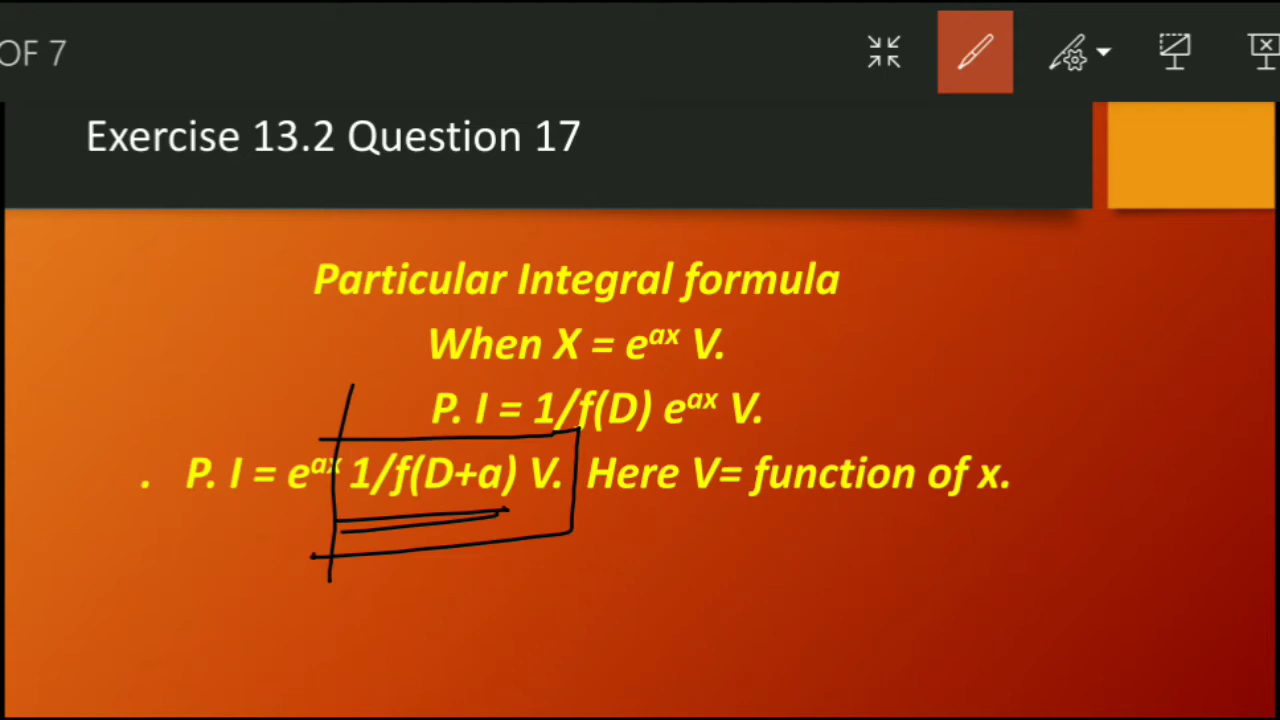 OF 7
Exercise 13.2 Question 17
Particular Integral formula
When X = e^ax V.
P. I = 1/f(D) e^ax V.
. P. I = e^ax 1/f(D+a) V. Here V= function of x.